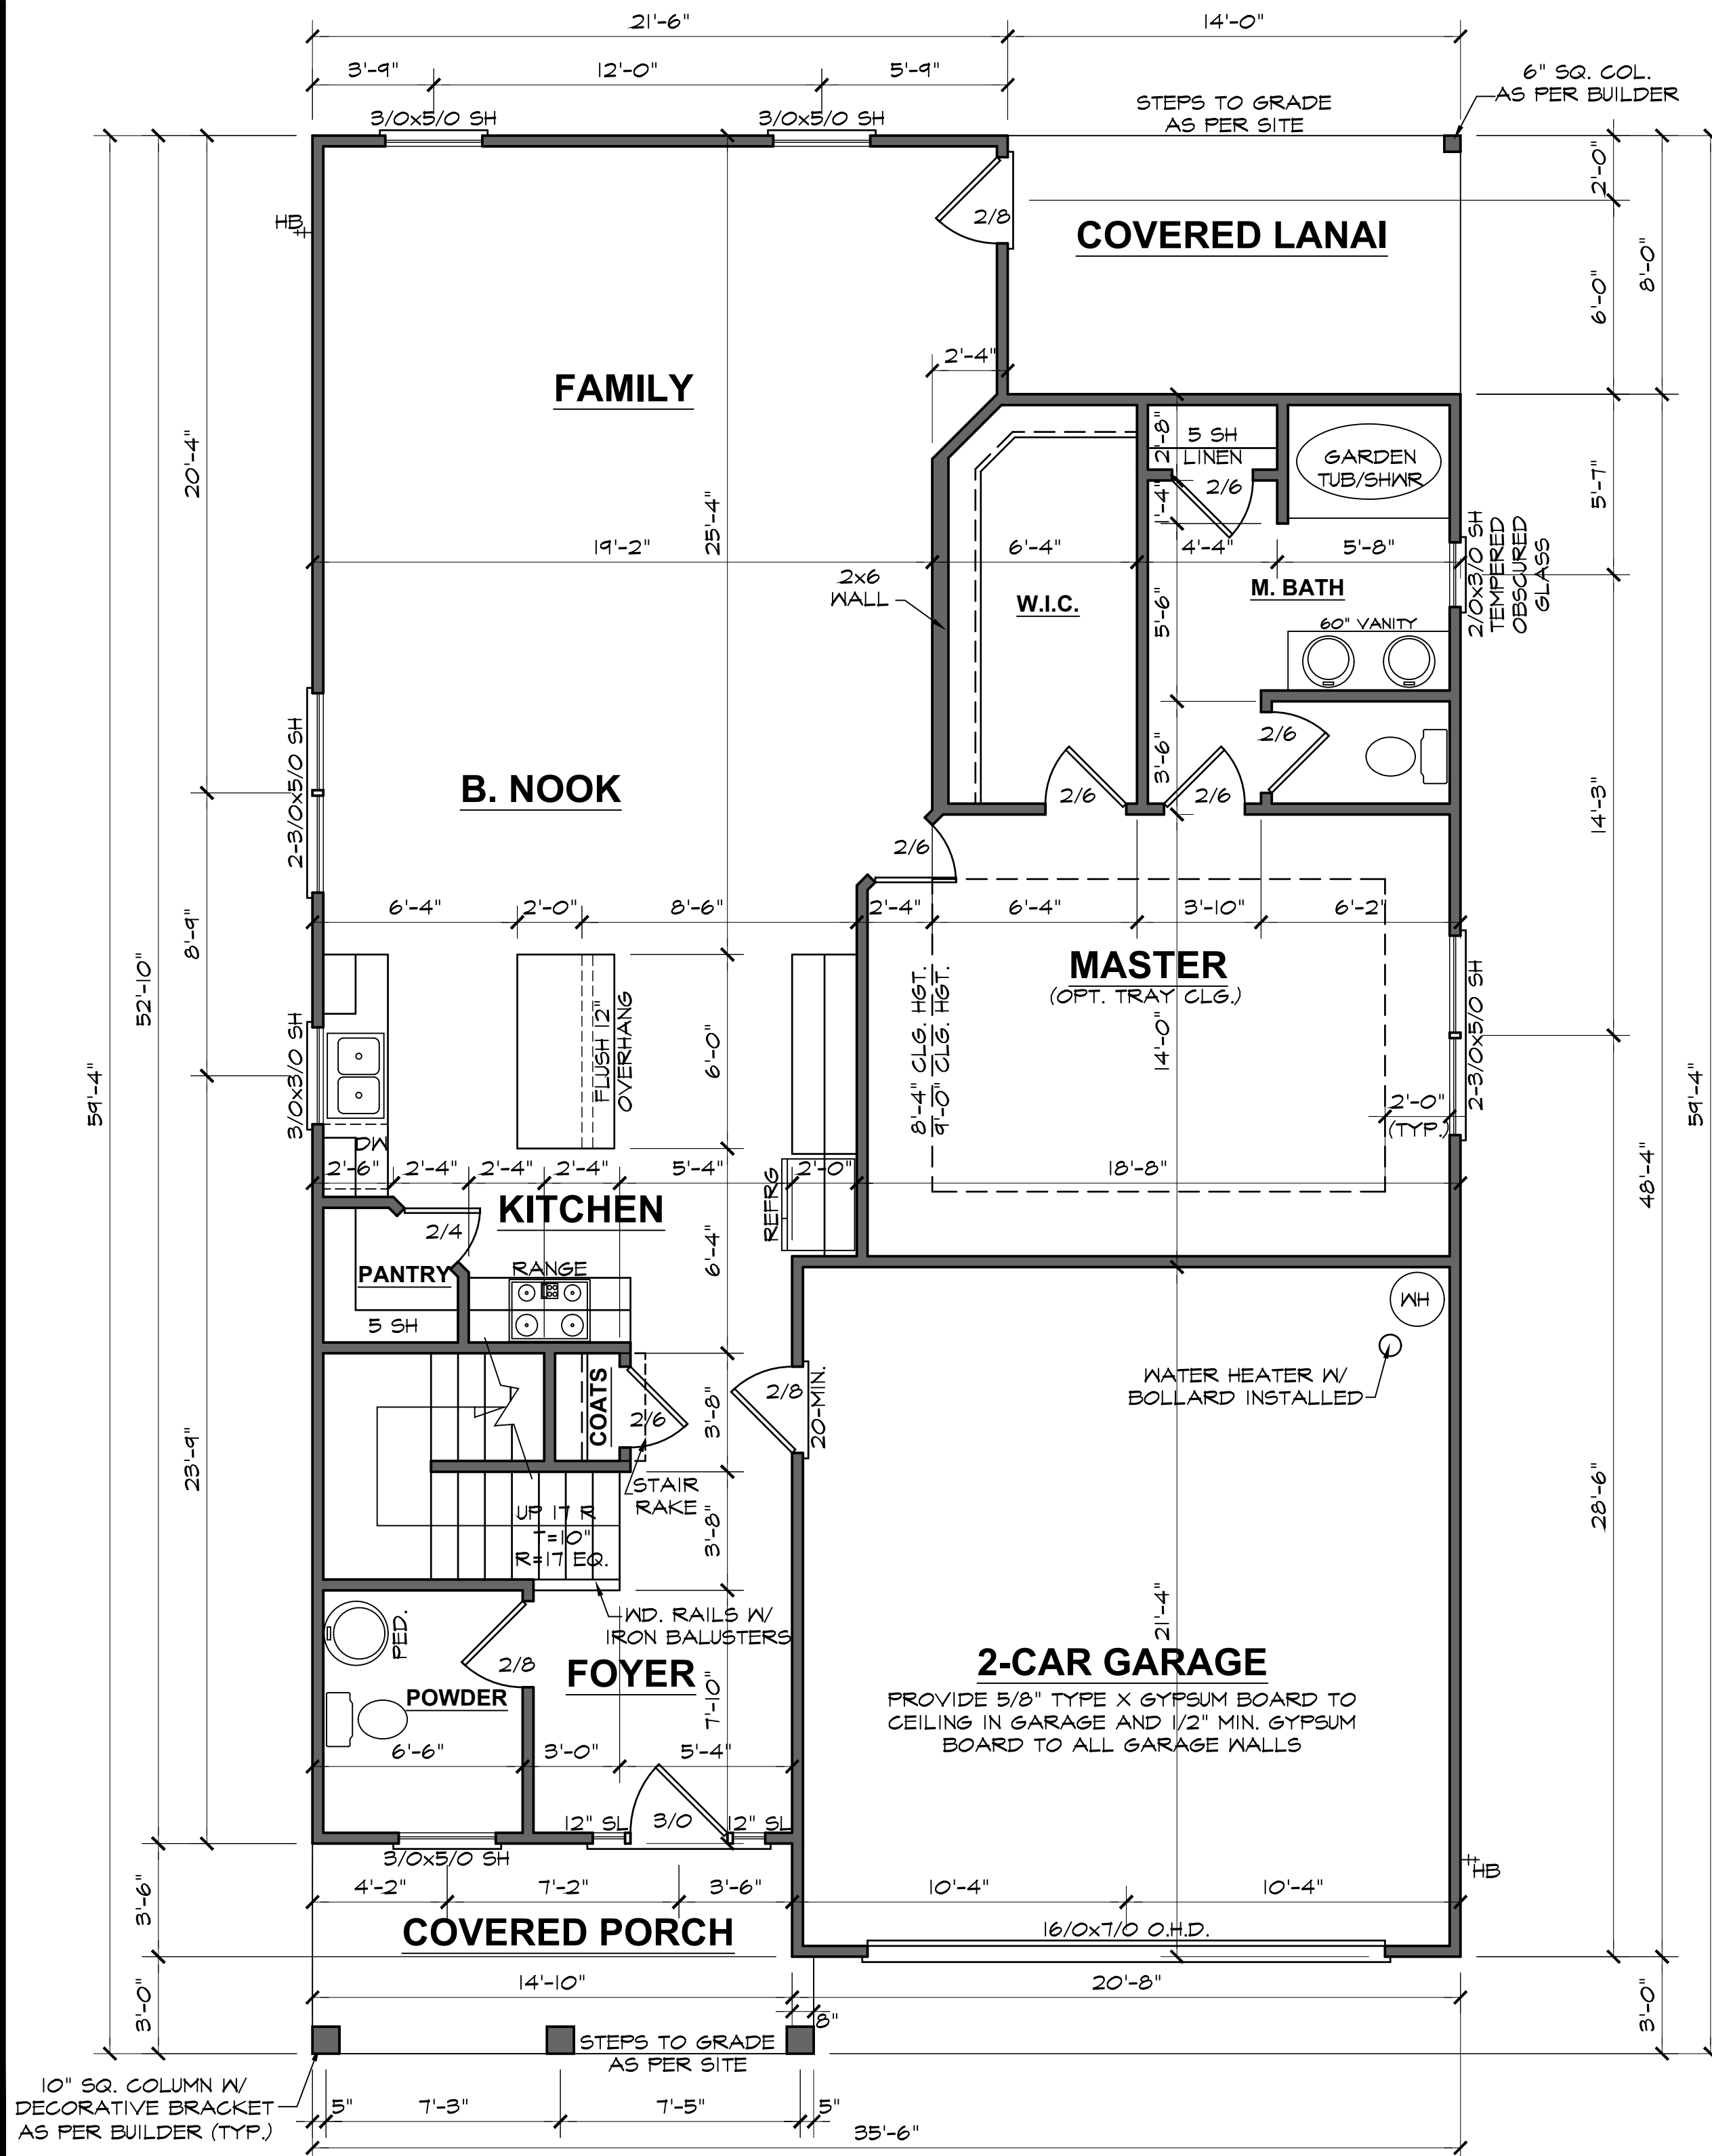 21'-6"
14'-0"
3'-9"
12'-0"
5'-9"
6" SQ. COL.
AS PER BUILDER
STEPS TO GRADE
AS PER SITE
3/0x5/0 SH
3/0x5/0 SH
2'-0"
HB
2/8
COVERED LANAI
6'-0"
8'-0"
2'-4"
FAMILY
20'-4"
2'-8"
5 SH
LINEN
GARDEN
TUB/SHWR
2/6
1'-4"
5'-7"
25'-4"
19'-2"
6'-4"
4'-4"
5'-8"
2/0x3/0 SH
TEMPERED
OBSCURED
GLASS
2x6
WALL
W.I.C.
M. BATH
5'-6"
60" VANITY
2-3/0x5/0 SH
B. NOOK
2/6
3'-6"
2/6
2/6
14'-3"
2/6
6'-4"
2'-0"
8'-6"
2'-4"
6'-4"
3'-10"
6'-2"
8'-9"
52'-10"
MASTER
(OPT. TRAY CLG.)
8'-4" CLG. HGT.
9'-0" CLG. HGT.
14'-0"
2-3/0x5/0 SH
FLUSH 12"
OVERHANG
6'-0"
3/0x3/0 SH
59'-4"
2'-0"
(TYP.)
59'-4"
DW
2'-6"
2'-4"
2'-4"
2'-4"
5'-4"
2'-0"
18'-8"
48'-4"
KITCHEN
REFRG
2/4
6'-4"
PANTRY
RANGE
5 SH
WH
WATER HEATER W/
BOLLARD INSTALLED
COATS
2/6
3'-8"
2/8
20-MIN.
23'-9"
STAIR
RAKE
UP 17 R
T=10"
R=17 EQ.
3'-8"
28'-6"
WD. RAILS W/
IRON BALUSTERS
PED.
2/8
FOYER
POWDER
7'-10"
21'-4"
2-CAR GARAGE
PROVIDE 5/8" TYPE X GYPSUM BOARD TO
CEILING IN GARAGE AND 1/2" MIN. GYPSUM
BOARD TO ALL GARAGE WALLS
6'-6"
3'-0"
5'-4"
12" SL
3/0
12" SL
3/0x5/0 SH
HB
4'-2"
7'-2"
3'-6"
10'-4"
10'-4"
3'-6"
COVERED PORCH
16/0x7/0 O.H.D.
14'-10"
20'-8"
3'-0"
8"
3'-0"
STEPS TO GRADE
AS PER SITE
10" SQ. COLUMN W/
DECORATIVE BRACKET
AS PER BUILDER (TYP.)
5"
7'-3"
7'-5"
5"
35'-6"